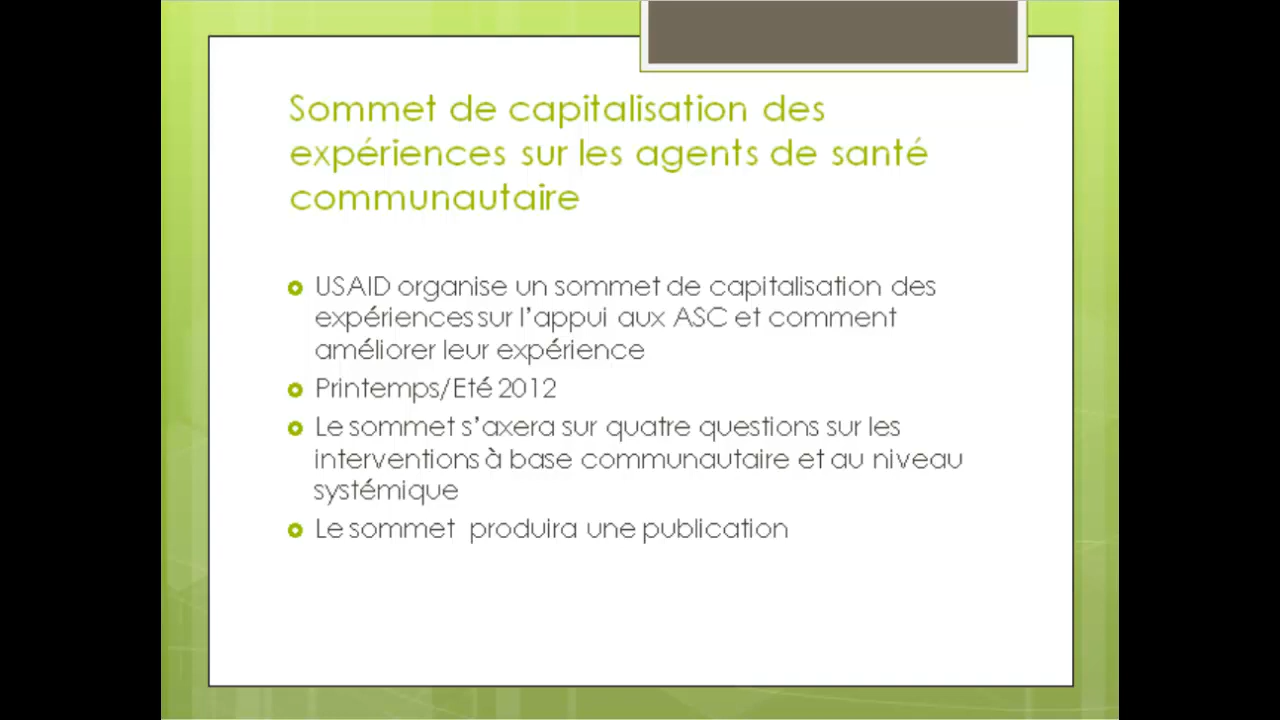 Sommet de capitalisation des
expériences sur les agents de santé
communautaire
USAID organise un sommet de capitalisation des
expériences sur l'appui aux ASC et comment
améliorer leur expérience
Printemps/Eté 2012
Le sommet s'axera sur quatre questions sur les
interventions à base communautaire et au niveau
systémique
Le sommet produira une publication